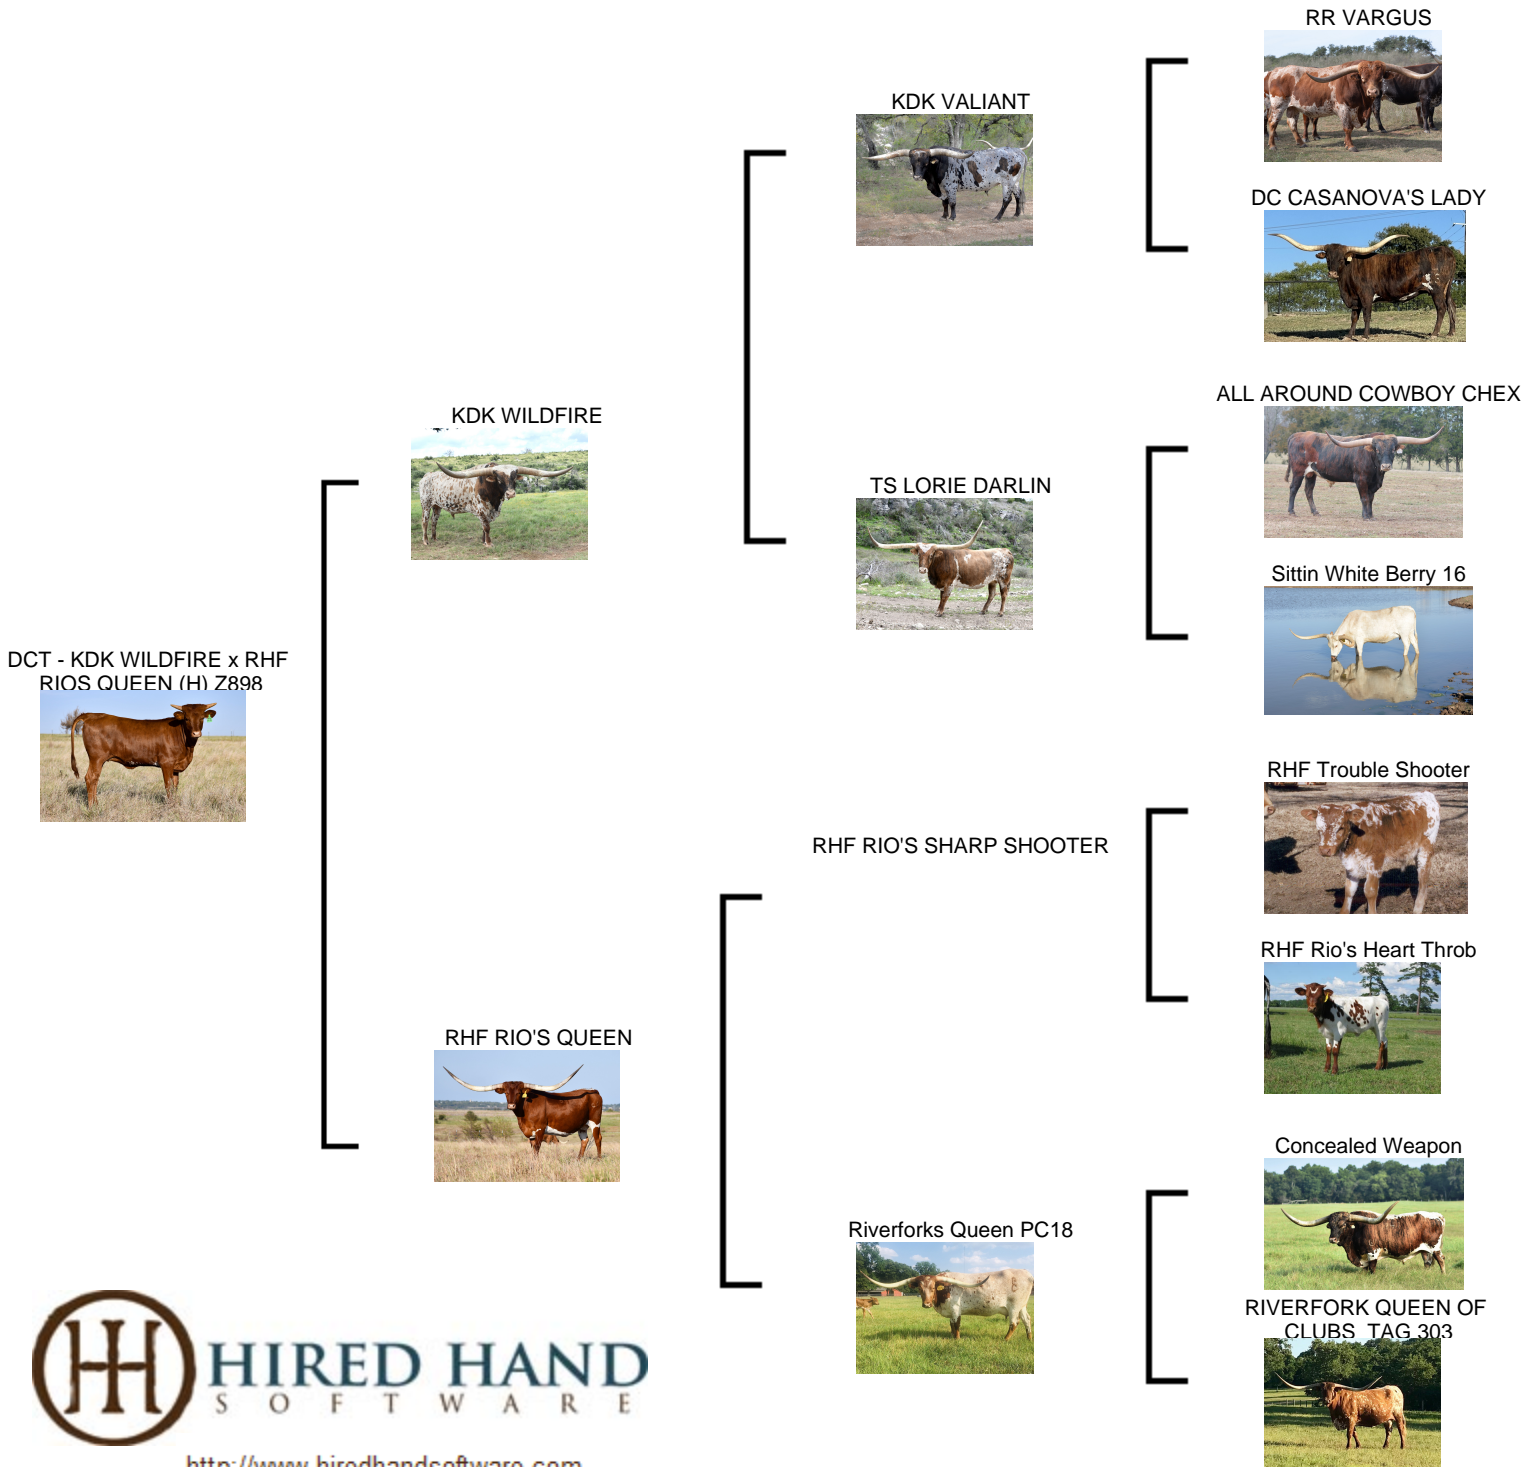 RR VARGUS
KDK VALIANT
DC CASANOVA'S LADY
KDK WILDFIRE
ALL AROUND COWBOY CHEX
TS LORIE DARLIN
Sittin White Berry 16
DCT - KDK WILDFIRE x RHF
RIOS QUEEN (H) Z898
RHF Trouble Shooter
RHF RIO'S SHARP SHOOTER
RHF Rio's Heart Throb
RHF RIO'S QUEEN
Concealed Weapon
Riverforks Queen PC18
RIVERFORK QUEEN OF
CLUBS TAG 303
HIRED HAND
SOFTWARE
http://www.hiredhandsoftware.com